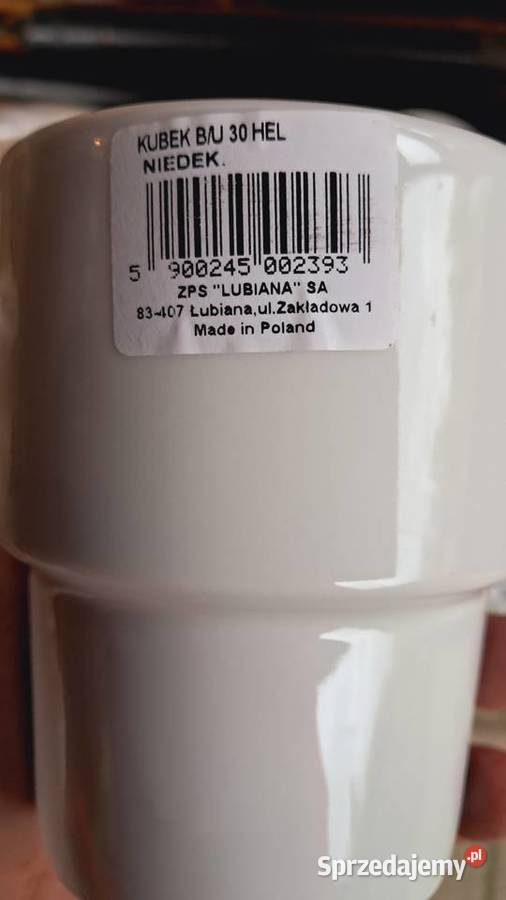 KUBEK B/U 30 HEL
NIEDEK.
5 900245 002393
ZPS "LUBIANA" SA
83-407 Łubiana,ul.Zakładowa 1
Made in Poland
Sprzedajemy.pl